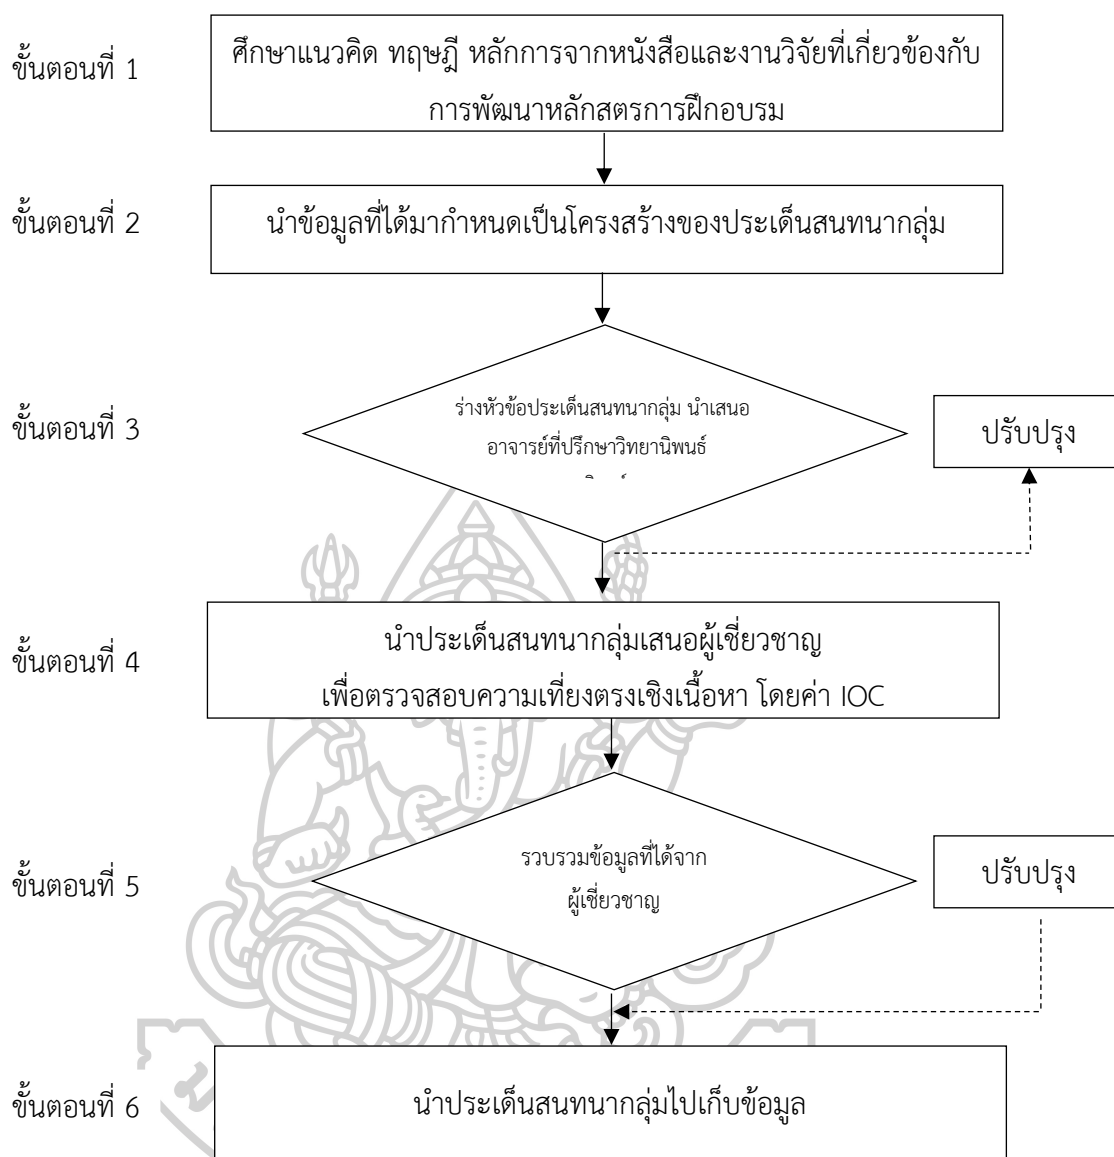 ขั้นตอนที่ 1
ศึกษาแนวคิด ทฤษฎี หลักการจากหนังสือและงานวิจัยที่เกี่ยวข้องกับ
การพัฒนาหลักสูตรการฝึกอบรม
ขั้นตอนที่ 2
นำข้อมูลที่ได้มากำหนดเป็นโครงสร้างของประเด็นสนทนากลุ่ม
ขั้นตอนที่ 3
ร่างหัวข้อประเด็นสนทนากลุ่ม นำเสนอ
อาจารย์ที่ปรึกษาวิทยานิพนธ์
ปรับปรุง
ขั้นตอนที่ 4
นำประเด็นสนทนากลุ่มเสนอผู้เชี่ยวชาญ
เพื่อตรวจสอบความเที่ยงตรงเชิงเนื้อหา โดยค่า IOC
ขั้นตอนที่ 5
รวบรวมข้อมูลที่ได้จาก
ผู้เชี่ยวชาญ
ปรับปรุง
ขั้นตอนที่ 6
นำประเด็นสนทนากลุ่มไปเก็บข้อมูล